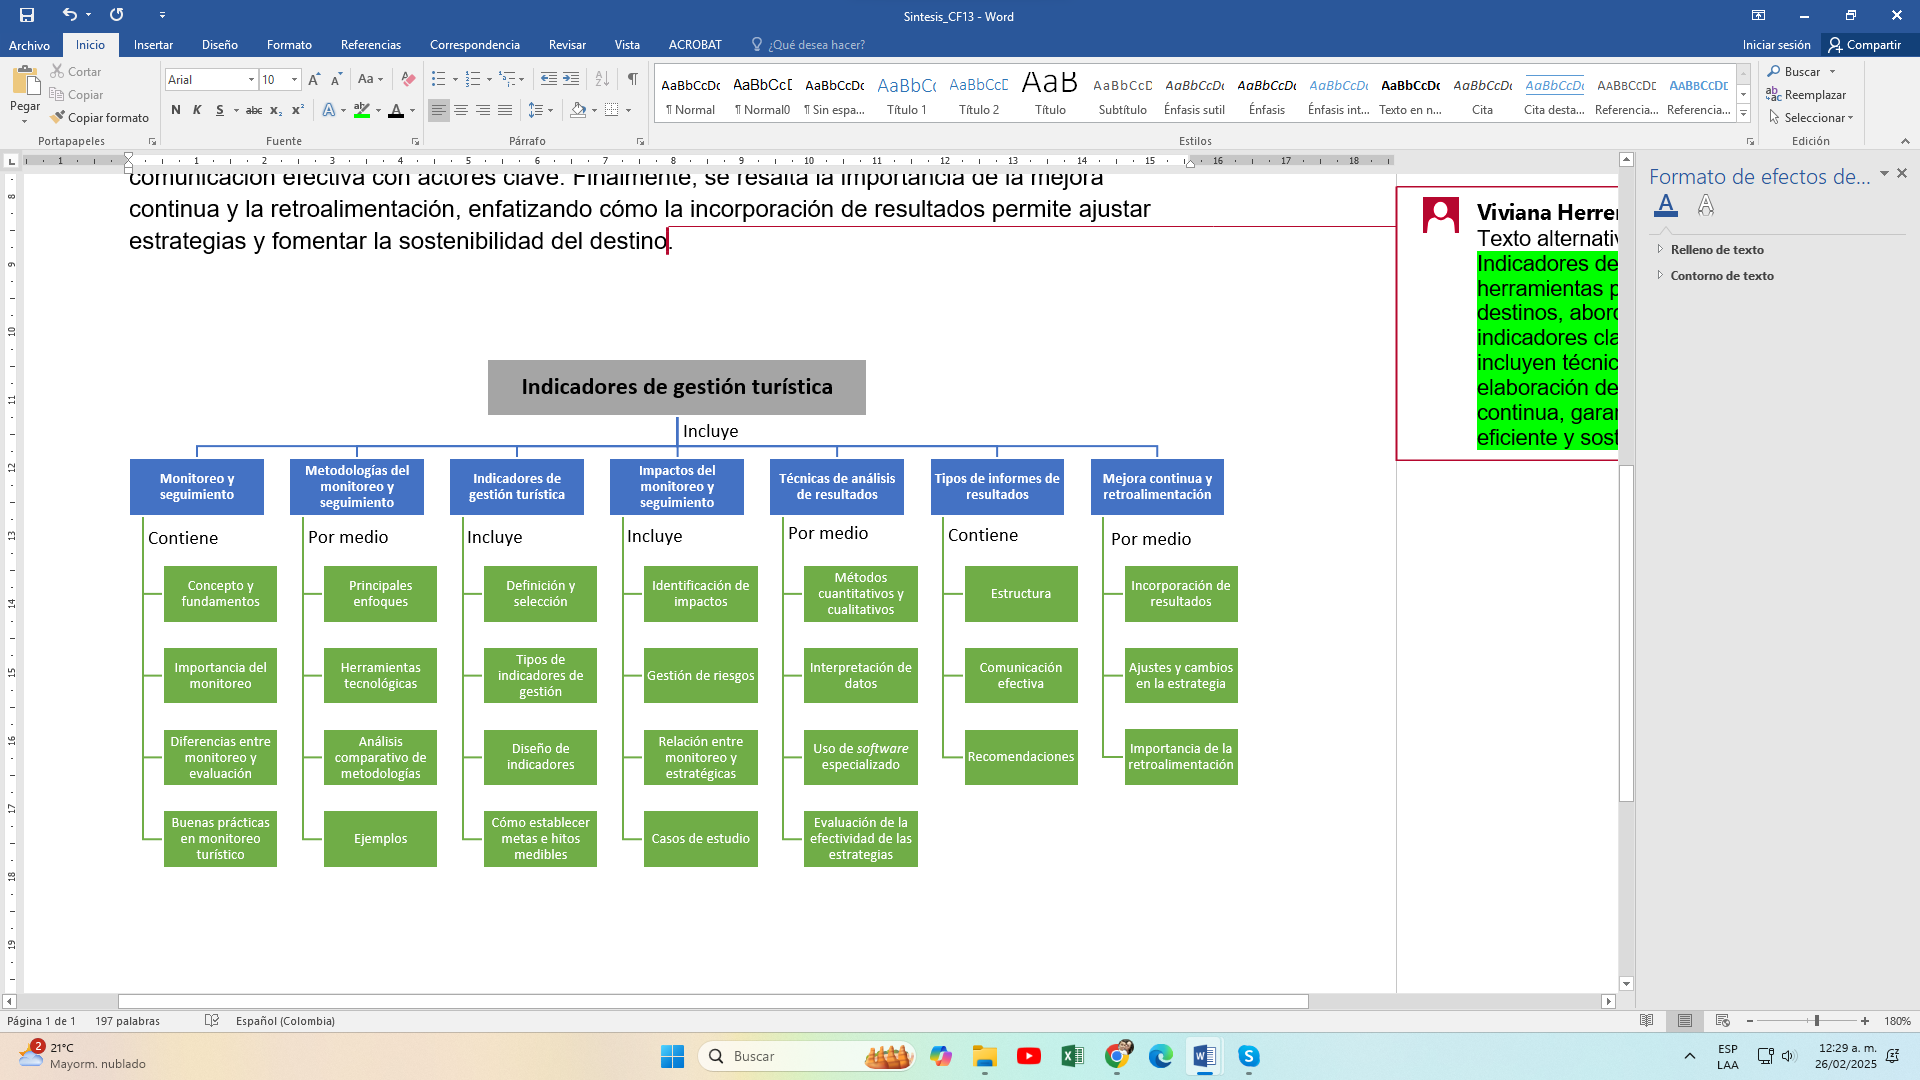 Sintesis_CF13 - Word
Archivo
Inicio
Insertar
Diseño
Formato
Referencias
Correspondencia
Revisar
Vista
ACROBAT
¿Qué desea hacer?
Iniciar sesión
Compartir
Pegar
Cortar
Copiar
Copiar formato
Portapapeles
Arial
10
Fuente
Párrafo
AaBbCcDc
¶ Normal
¶ Normal0
¶ Sin espa...
Título 1
Título 2
Título
Subtítulo
Énfasis sutil
Énfasis
Énfasis int...
Texto en n...
Cita
Cita desta...
Referencia...
Referencia...
Estilos
Buscar
Reemplazar
Seleccionar
Edición
comunicación efectiva con actores clave. Finalmente, se resalta la importancia de la mejora
continua y la retroalimentación, enfatizando cómo la incorporación de resultados permite ajustar
estrategias y fomentar la sostenibilidad del destino.
Indicadores de gestión turística
Incluye
Monitoreo y
seguimiento
Contiene
Concepto y
fundamentos
Importancia del
monitoreo
Diferencias entre
monitoreo y
evaluación
Buenas prácticas
en monitoreo
turístico
Metodologías del
monitoreo y
seguimiento
Por medio
Principales
enfoques
Herramientas
tecnológicas
Análisis
comparativo de
metodologías
Ejemplos
Indicadores de
gestión turística
Incluye
Definición y
selección
Tipos de
indicadores de
gestión
Diseño de
indicadores
Cómo establecer
metas e hitos
medibles
Impactos del
monitoreo y
seguimiento
Incluye
Identificación de
impactos
Gestión de riesgos
Relación entre
monitoreo y
estratégicas
Casos de estudio
Técnicas de análisis
de resultados
Por medio
Métodos
cuantitativos y
cualitativos
Interpretación de
datos
Uso de software
especializado
Evaluación de la
efectividad de las
estrategias
Tipos de informes de
resultados
Contiene
Estructura
Comunicación
efectiva
Recomendaciones
Mejora continua y
retroalimentación
Por medio
Incorporación de
resultados
Ajustes y cambios
en la estrategia
Importancia de la
retroalimentación
Viviana Herrer
Texto alternativ
Indicadores de
herramientas p
destinos, abord
indicadores cla
incluyen técnic
elaboración de
continua, garan
eficiente y sost
Formato de efectos de...
Relleno de texto
Contorno de texto
Página 1 de 1
197 palabras
Español (Colombia)
180%
2
21°C
Mayorm. nublado
Buscar
ESP
LAA
12:29 a. m.
26/02/2025